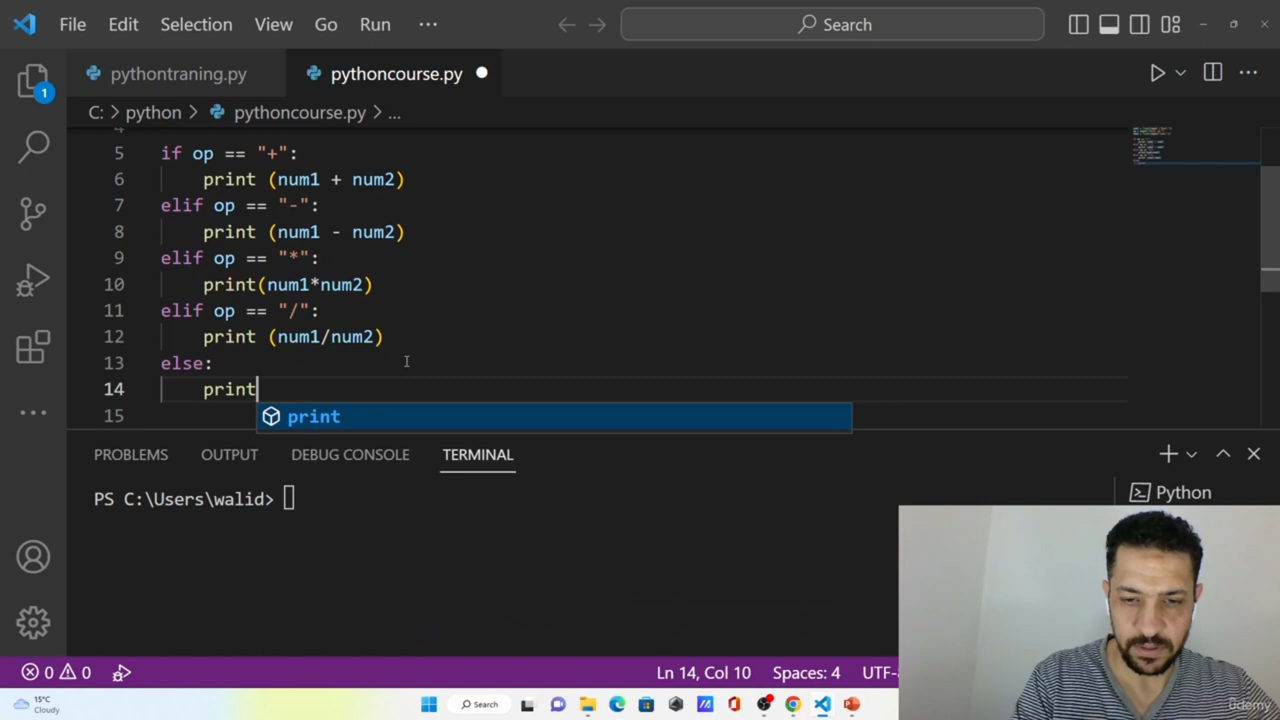 File Edit Selection View Go Run ··· Search
pythontraning.py pythoncourse.py
1
C: > python > pythoncourse.py > ...
4
5 if op == "+":
6 print (num1 + num2)
7 elif op == "-":
8 print (num1 - num2)
9 elif op == "*":
10 print(num1*num2)
11 elif op == "/":
12 print (num1/num2)
13 else:
14 print
15 print
PROBLEMS OUTPUT DEBUG CONSOLE TERMINAL
PS C:\Users\walid> Python
0 0 Ln 14, Col 10 Spaces: 4 UTF-
15°C
Cloudy
Search
ûdemy